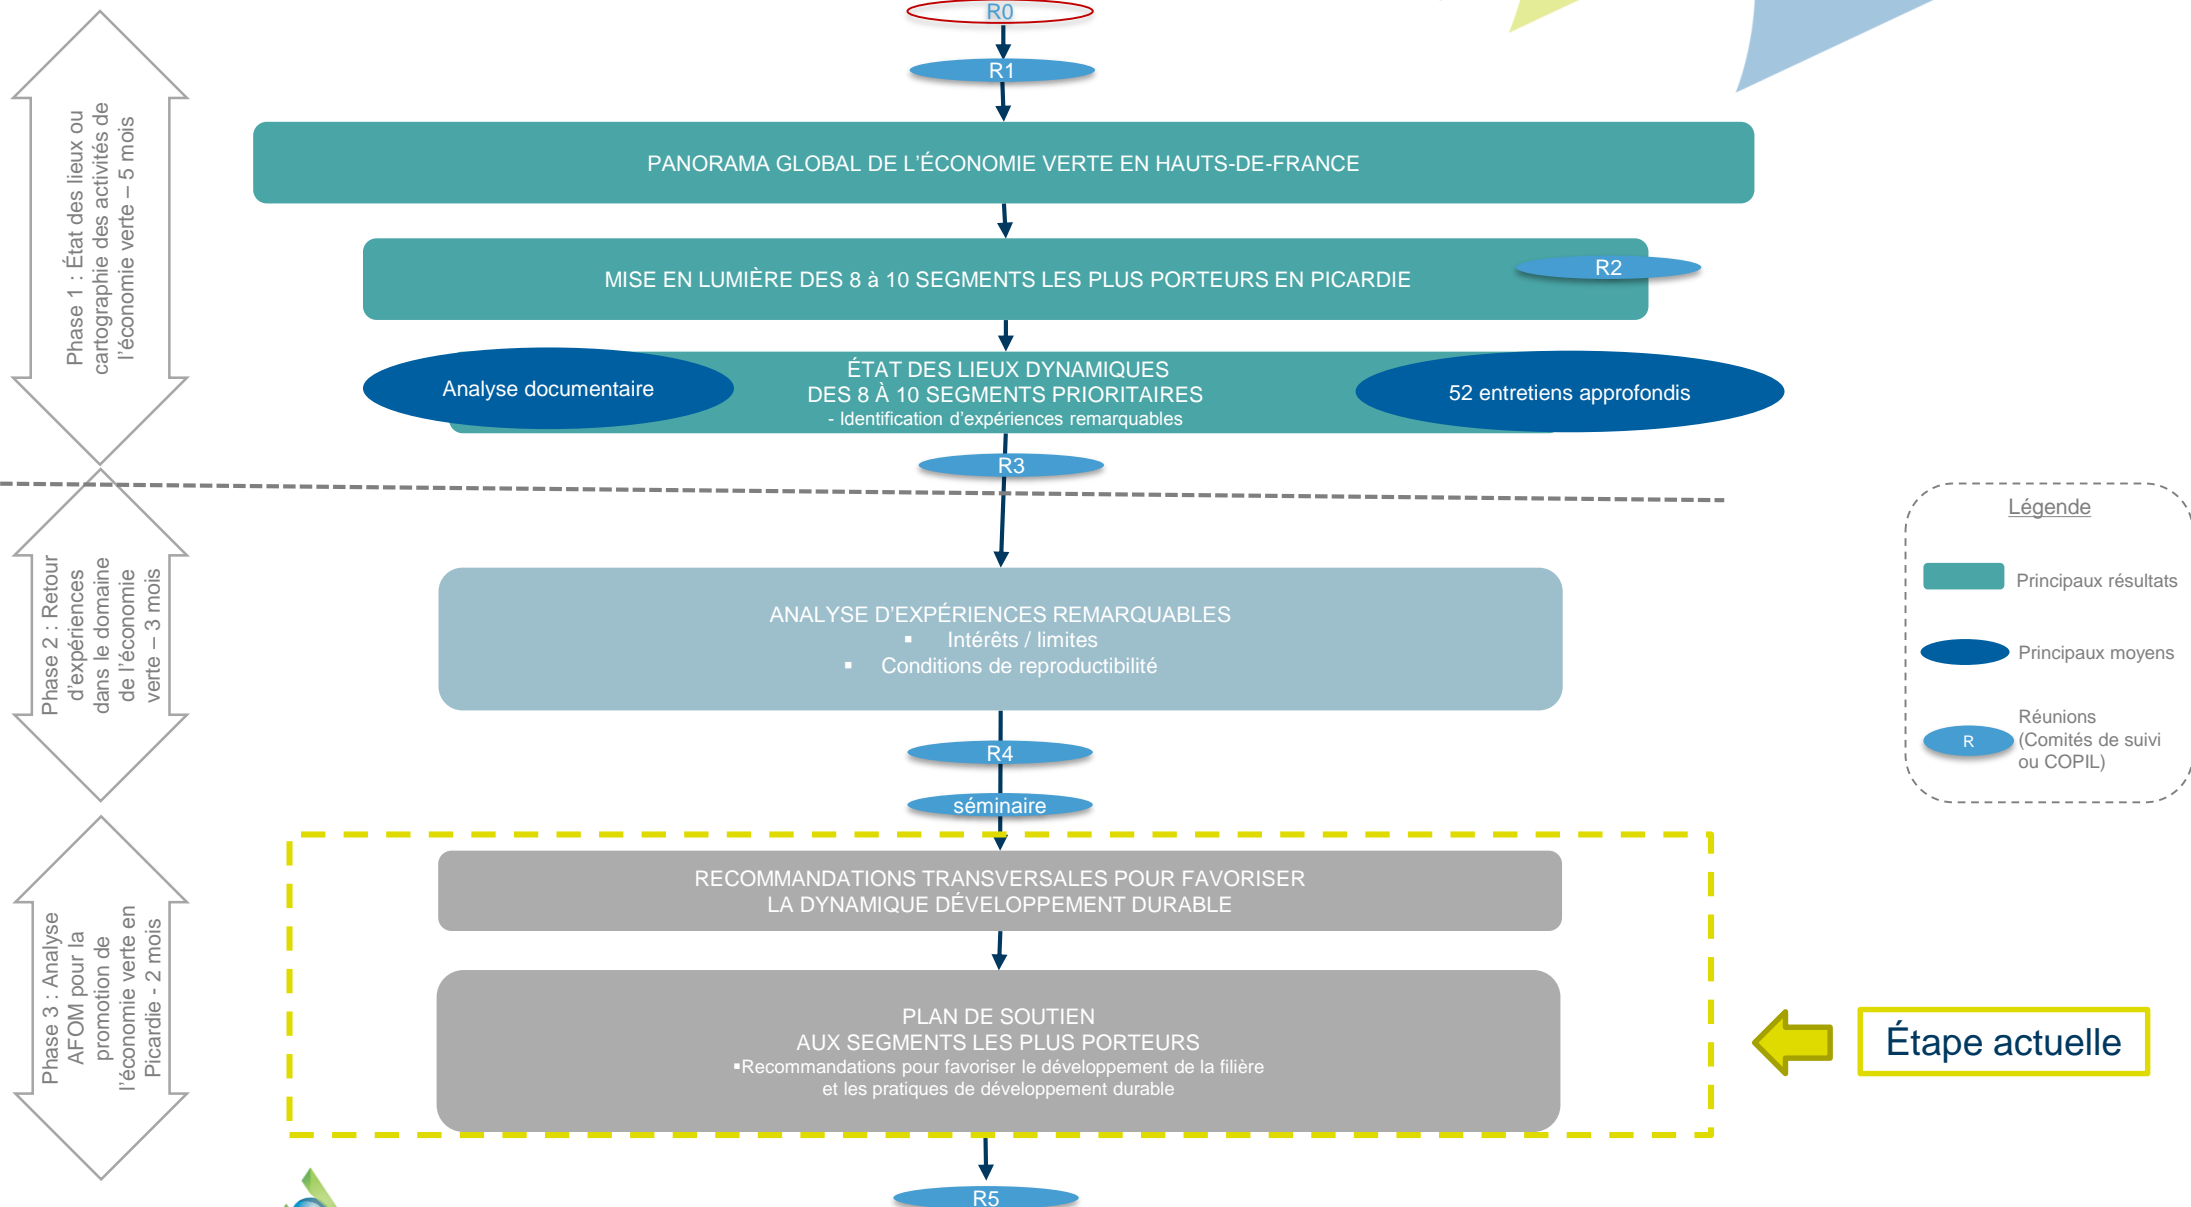 R0
R1
Phase 1 : État des lieux ou
cartographie des activités de
l'économie verte – 5 mois
PANORAMA GLOBAL DE L'ÉCONOMIE VERTE EN HAUTS-DE-FRANCE
MISE EN LUMIÈRE DES 8 à 10 SEGMENTS LES PLUS PORTEURS EN PICARDIE
R2
Analyse documentaire
ÉTAT DES LIEUX DYNAMIQUES
DES 8 À 10 SEGMENTS PRIORITAIRES
- Identification d'expériences remarquables
52 entretiens approfondis
R3
Phase 2 : Retour
d'expériences
dans le domaine
de l'économie
verte – 3 mois
ANALYSE D'EXPÉRIENCES REMARQUABLES
▪ Intérêts / limites
▪ Conditions de reproductibilité
Légende
Principaux résultats
Principaux moyens
R
Réunions
(Comités de suivi
ou COPIL)
R4
séminaire
Phase 3 : Analyse
AFOM pour la
promotion de
l'économie verte en
Picardie - 2 mois
RECOMMANDATIONS TRANSVERSALES POUR FAVORISER
LA DYNAMIQUE DÉVELOPPEMENT DURABLE
PLAN DE SOUTIEN
AUX SEGMENTS LES PLUS PORTEURS
▪Recommandations pour favoriser le développement de la filière
et les pratiques de développement durable
Étape actuelle
R5